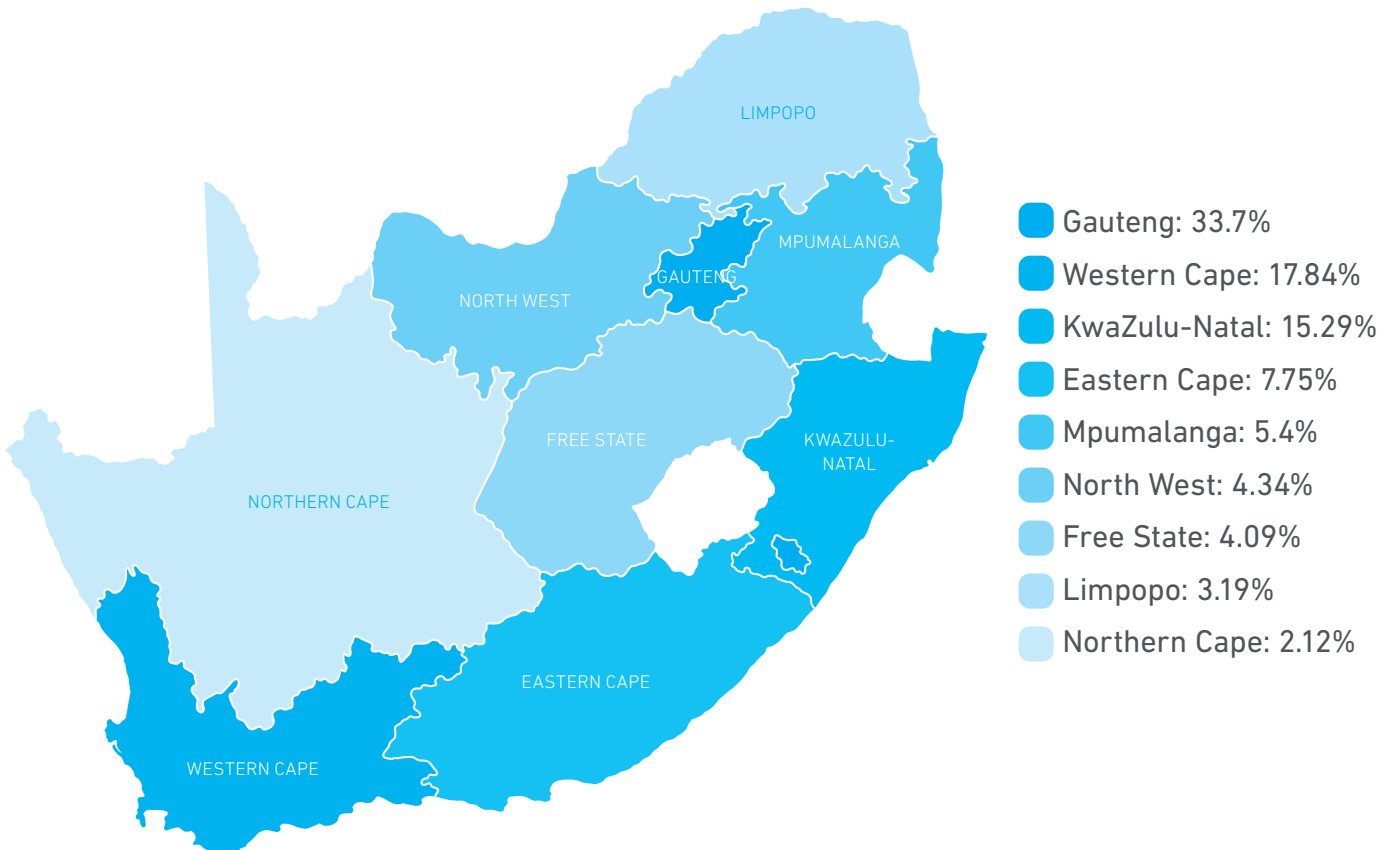 LIMPOPO
MPUMALANGA
GAUTENG
NORTH WEST
FREE STATE
KWAZULU-
NATAL
NORTHERN CAPE
EASTERN CAPE
WESTERN CAPE
Gauteng: 33.7%
Western Cape: 17.84%
KwaZulu-Natal: 15.29%
Eastern Cape: 7.75%
Mpumalanga: 5.4%
North West: 4.34%
Free State: 4.09%
Limpopo: 3.19%
Northern Cape: 2.12%